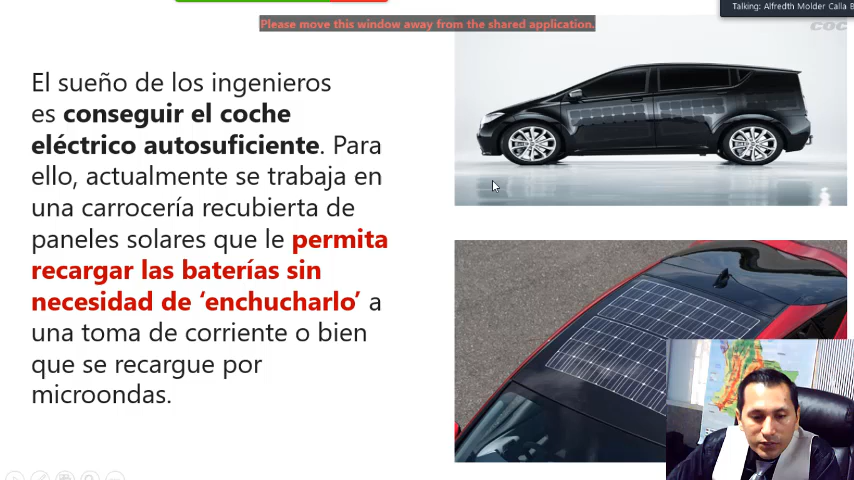 Talking: Alfredth Molder Calla B
Please move this window away from the shared application.
COC
El sueño de los ingenieros
es conseguir el coche
eléctrico autosuficiente. Para
ello, actualmente se trabaja en
una carrocería recubierta de
paneles solares que le permita
recargar las baterías sin
necesidad de ‘enchucharlo’ a
una toma de corriente o bien
que se recargue por
microondas.